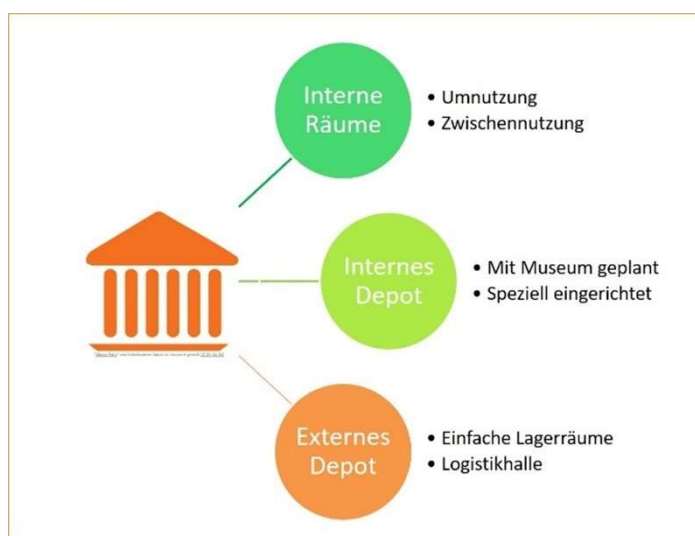 Interne
Räume
• Umnutzung
• Zwischennutzung
Internes
Depot
• Mit Museum geplant
• Speziell eingerichtet
Externes
Depot
• Einfache Lagerräume
• Logistikhalle